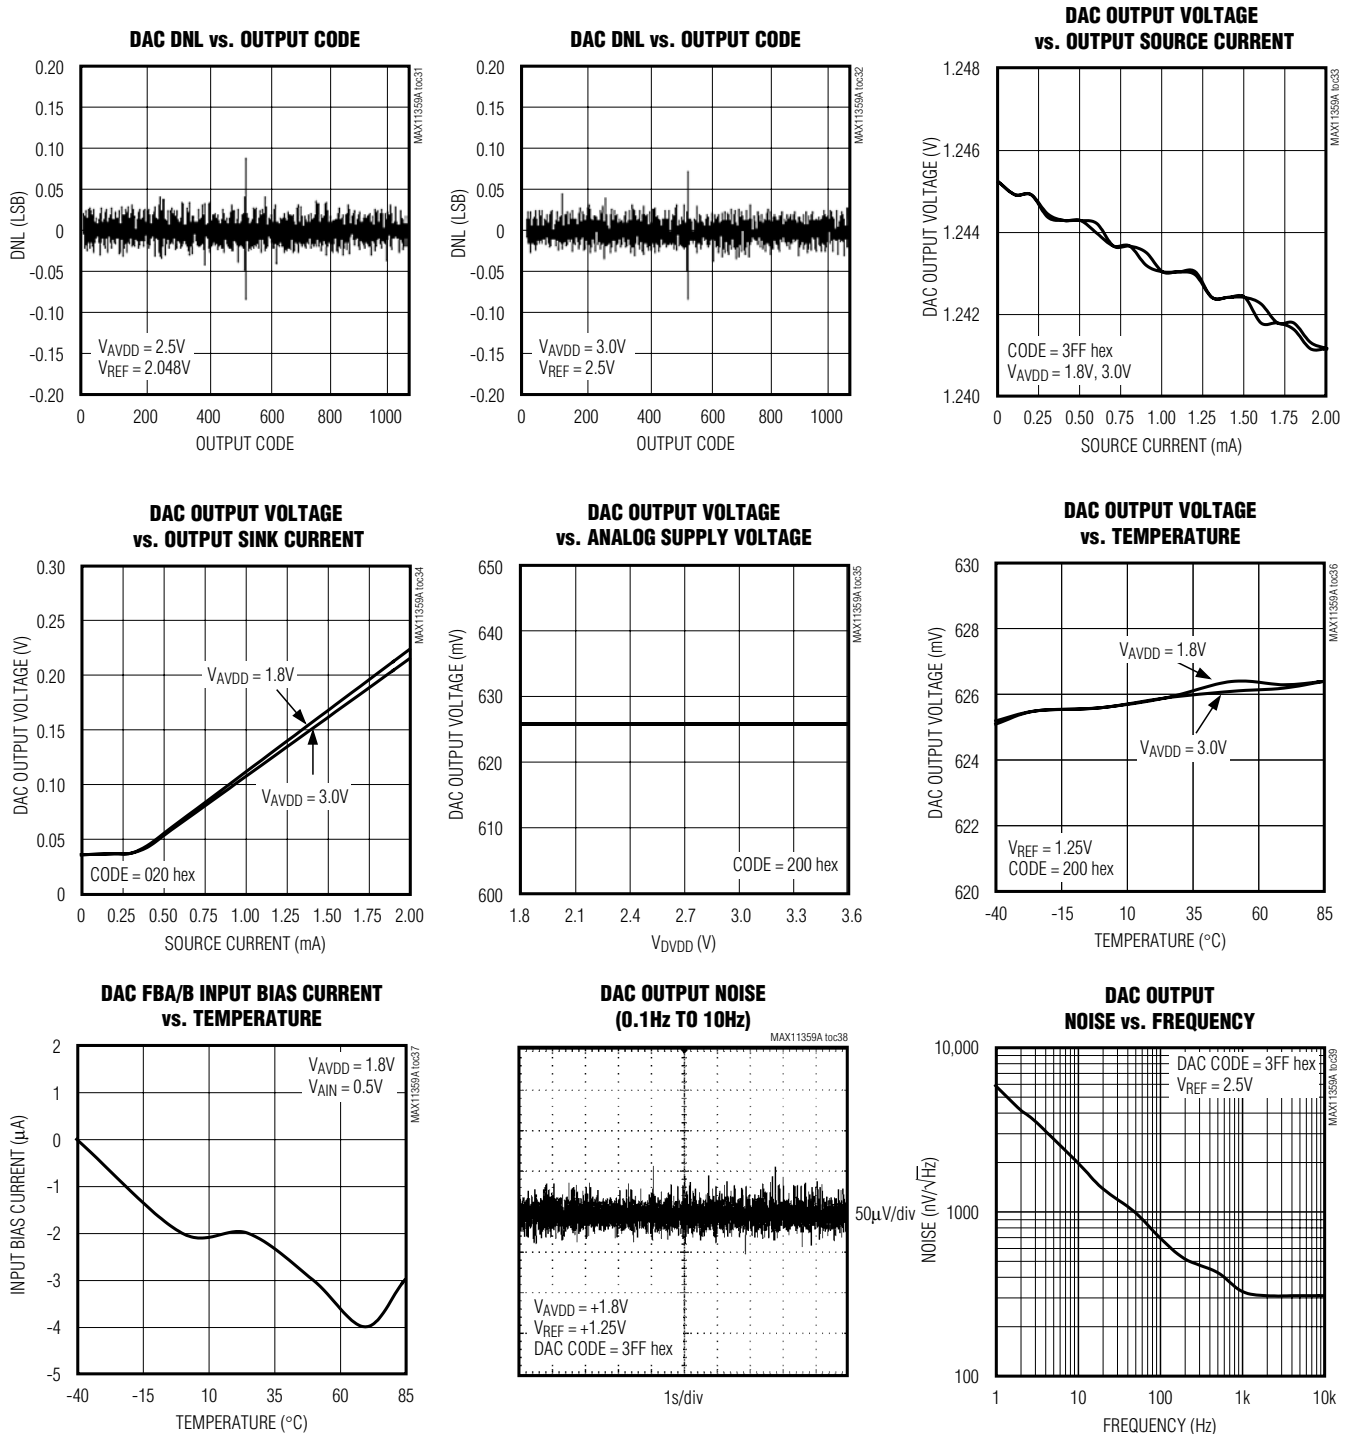 DAC DNL vs. OUTPUT CODE
0.20
0.15
0.10
0.05
0
-0.05
-0.10
-0.15
-0.20
DNL (LSB)
MAX11359A toc31
VAVDD = 2.5V
VREF = 2.048V
0 200 400 600 800 1000
OUTPUT CODE
DAC DNL vs. OUTPUT CODE
0.20
0.15
0.10
0.05
0
-0.05
-0.10
-0.15
-0.20
DNL (LSB)
MAX11359A toc32
VAVDD = 3.0V
VREF = 2.5V
0 200 400 600 800 1000
OUTPUT CODE
DAC OUTPUT VOLTAGE
vs. OUTPUT SOURCE CURRENT
1.248
1.246
1.244
1.242
1.240
DAC OUTPUT VOLTAGE (V)
MAX11359A toc33
CODE = 3FF hex
VAVDD = 1.8V, 3.0V
0 0.25 0.50 0.75 1.00 1.25 1.50 1.75 2.00
SOURCE CURRENT (mA)
DAC OUTPUT VOLTAGE
vs. OUTPUT SINK CURRENT
0.30
0.25
0.20
0.15
0.10
0.05
0
DAC OUTPUT VOLTAGE (V)
MAX11359A toc34
VAVDD = 1.8V
VAVDD = 3.0V
CODE = 020 hex
0 0.25 0.50 0.75 1.00 1.25 1.50 1.75 2.00
SOURCE CURRENT (mA)
DAC OUTPUT VOLTAGE
vs. ANALOG SUPPLY VOLTAGE
650
640
630
620
610
600
DAC OUTPUT VOLTAGE (mV)
MAX11359A toc35
CODE = 200 hex
1.8 2.1 2.4 2.7 3.0 3.3 3.6
VDVDD (V)
DAC OUTPUT VOLTAGE
vs. TEMPERATURE
630
628
626
624
622
620
DAC OUTPUT VOLTAGE (mV)
MAX11359A toc36
VAVDD = 1.8V
VAVDD = 3.0V
VREF = 1.25V
CODE = 200 hex
-40 -15 10 35 60 85
TEMPERATURE (°C)
DAC FBA/B INPUT BIAS CURRENT
vs. TEMPERATURE
2
1
0
-1
-2
-3
-4
-5
INPUT BIAS CURRENT (µA)
MAX11359A toc37
VAVDD = 1.8V
VAIN = 0.5V
-40 -15 10 35 60 85
TEMPERATURE (°C)
DAC OUTPUT NOISE
(0.1Hz TO 10Hz)
MAX11359A toc38
50µV/div
VAVDD = +1.8V
VREF = +1.25V
DAC CODE = 3FF hex
1s/div
DAC OUTPUT
NOISE vs. FREQUENCY
10,000
1000
100
NOISE (nV/√Hz)
MAX11359A toc39
DAC CODE = 3FF hex
VREF = 2.5V
1 10 100 1k 10k
FREQUENCY (Hz)